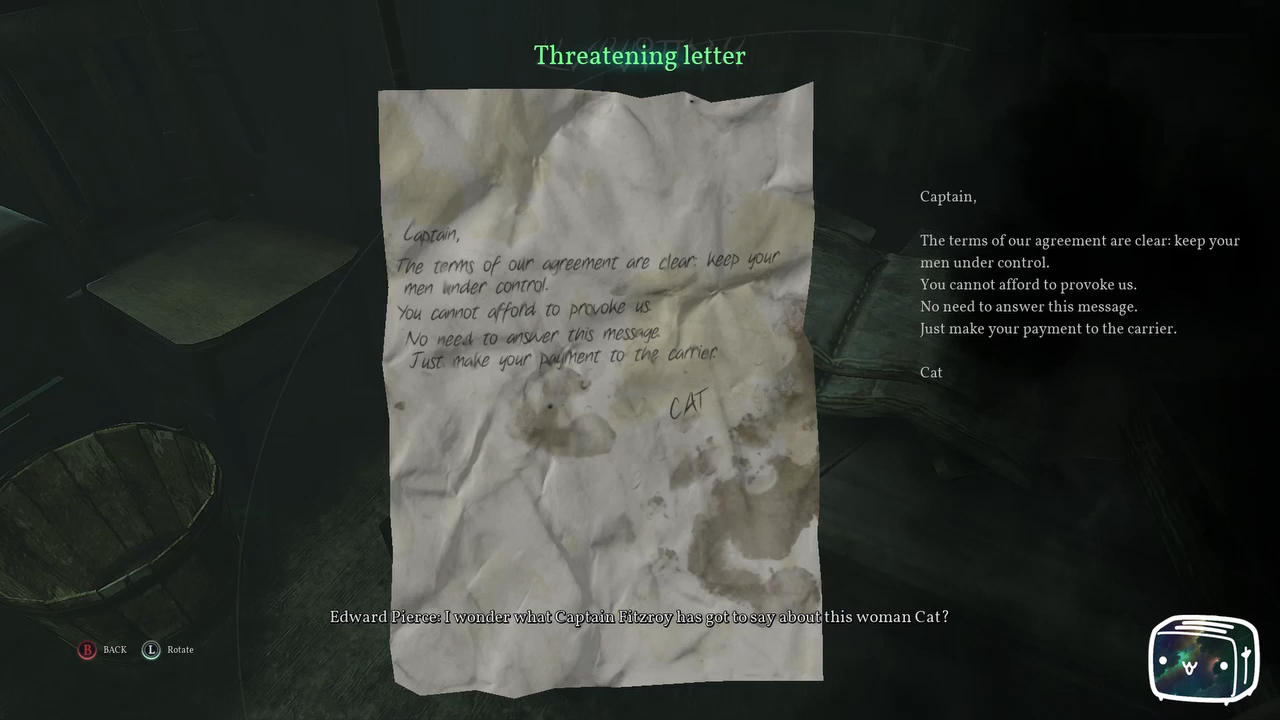 Threatening letter
Captain,
The terms of our agreement are clear: keep your
men under control.
You cannot afford to provoke us
No need to answer this message.
Just make your payment to the carrier.
CAT
Captain,
The terms of our agreement are clear: keep your
men under control.
You cannot afford to provoke us.
No need to answer this message.
Just make your payment to the carrier.
Cat
Edward Pierce: I wonder what Captain Fitzroy has got to say about this woman Cat?
B BACK L Rotate